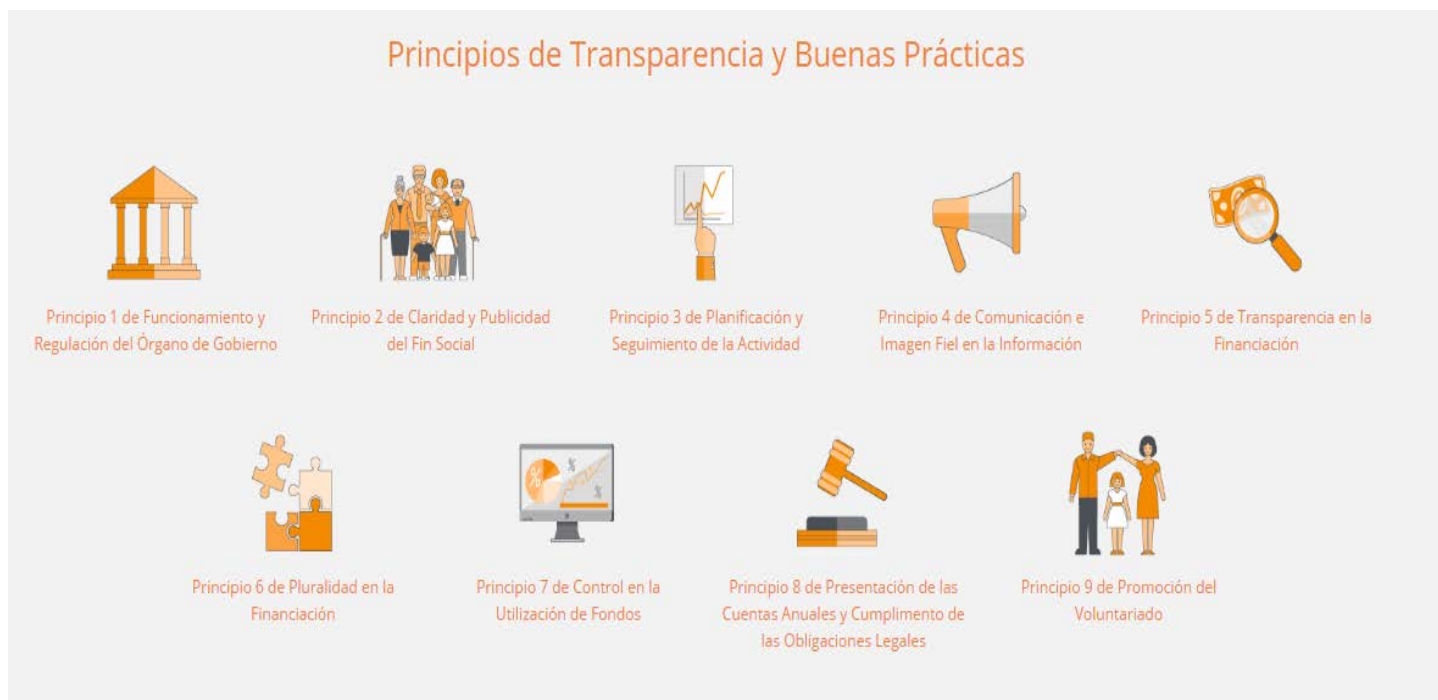 Principios de Transparencia y Buenas Prácticas
Principio 1 de Funcionamiento y
Regulación del Órgano de Gobierno
Principio 2 de Claridad y Publicidad
del Fin Social
Principio 3 de Planificación y
Seguimiento de la Actividad
Principio 4 de Comunicación e
Imagen Fiel en la Información
Principio 5 de Transparencia en la
Financiación
Principio 6 de Pluralidad en la
Financiación
Principio 7 de Control en la
Utilización de Fondos
Principio 8 de Presentación de las
Cuentas Anuales y Cumplimento de
las Obligaciones Legales
Principio 9 de Promoción del
Voluntariado